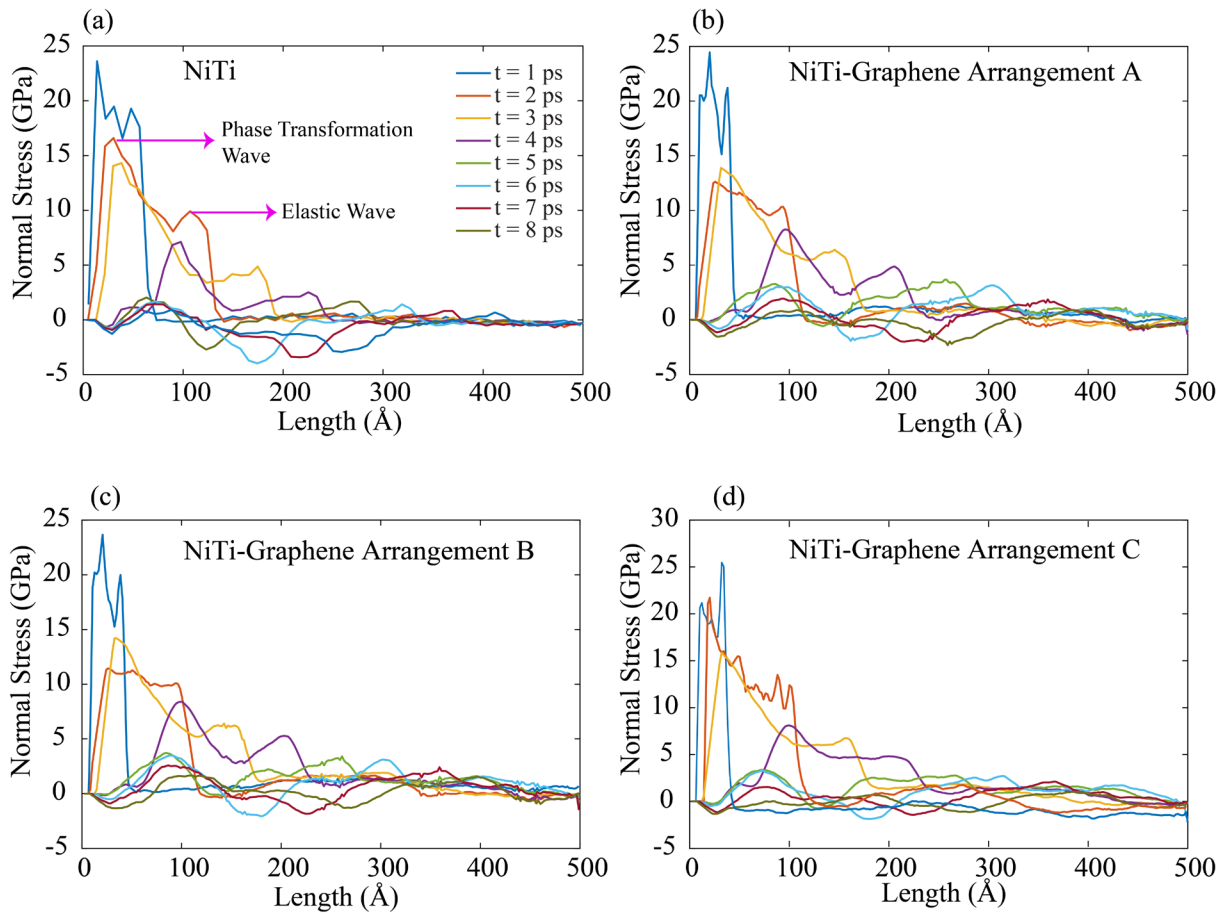 (a)
NiTi
t = 1 ps
t = 2 ps
t = 3 ps
t = 4 ps
t = 5 ps
t = 6 ps
t = 7 ps
t = 8 ps
Phase Transformation
Wave
Elastic Wave
25
20
15
10
5
0
-5
0
100
200
300
400
500
Normal Stress (GPa)
Length (Å)
(b)
NiTi-Graphene Arrangement A
25
20
15
10
5
0
-5
0
100
200
300
400
500
Normal Stress (GPa)
Length (Å)
(c)
NiTi-Graphene Arrangement B
25
20
15
10
5
0
-5
0
100
200
300
400
500
Normal Stress (GPa)
Length (Å)
(d)
NiTi-Graphene Arrangement C
30
25
20
15
10
5
0
-5
0
100
200
300
400
500
Normal Stress (GPa)
Length (Å)